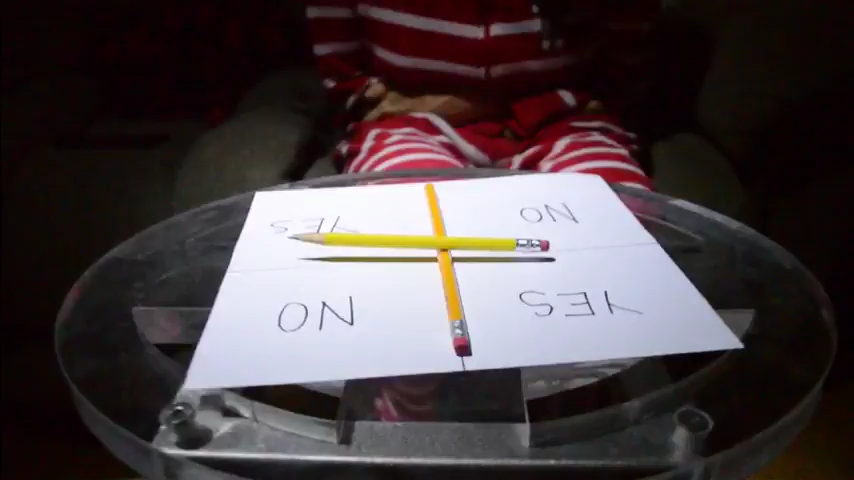 YES NO
NO YES